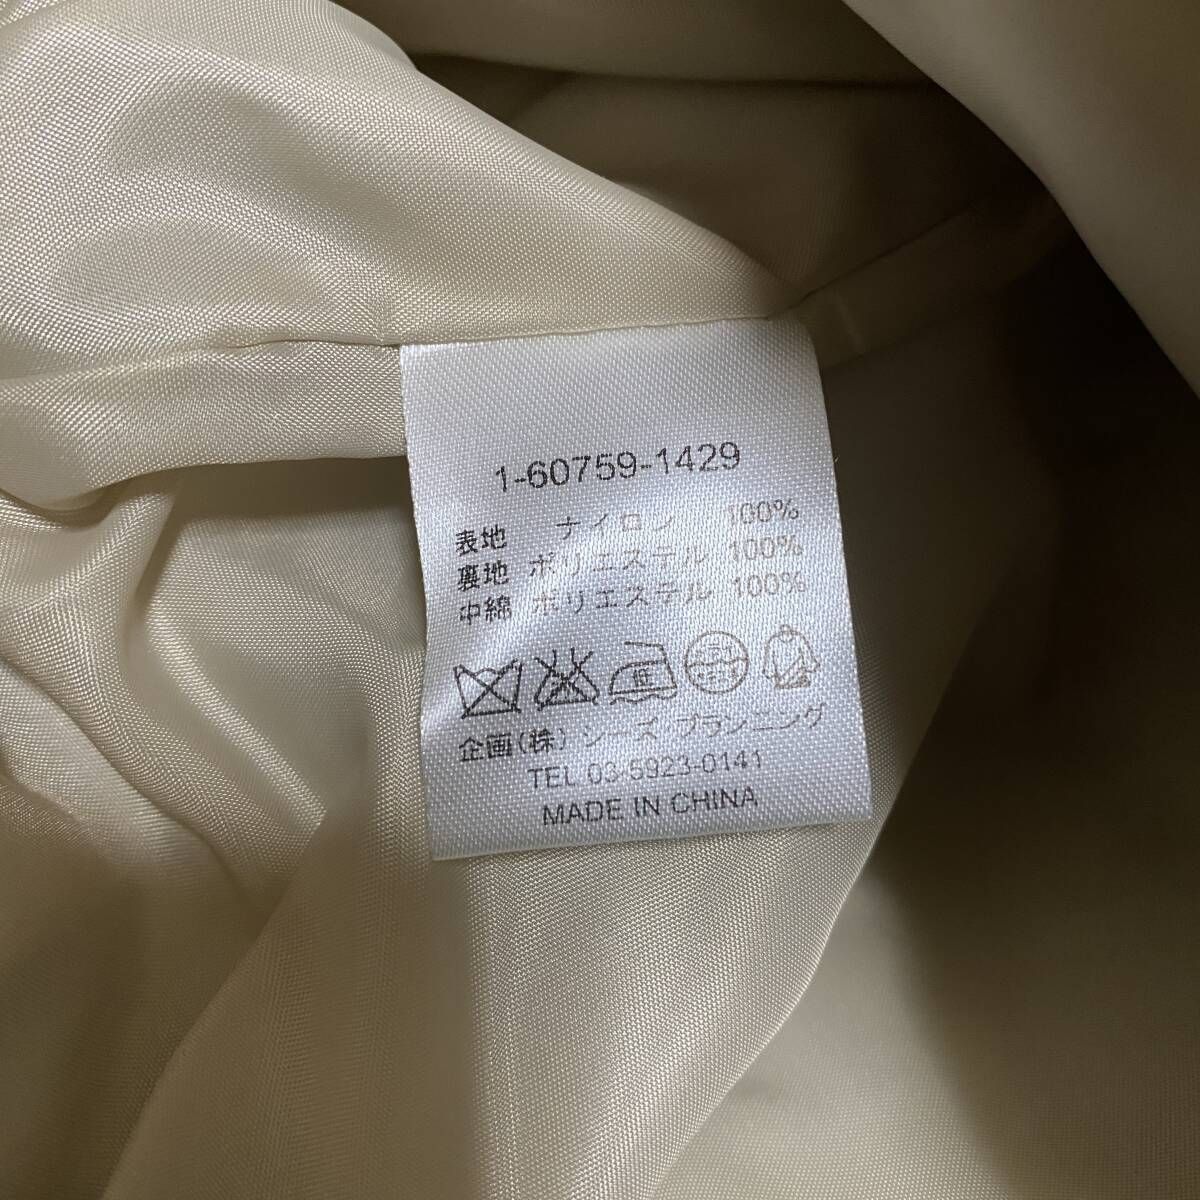 1-60759-1429
表地 ナイロン 100%
裏地 ポリエステル 100%
中綿 ポリエステル 100%
低
企画(株) シーズ プランニング
TEL 03-5923-0141
MADE IN CHINA